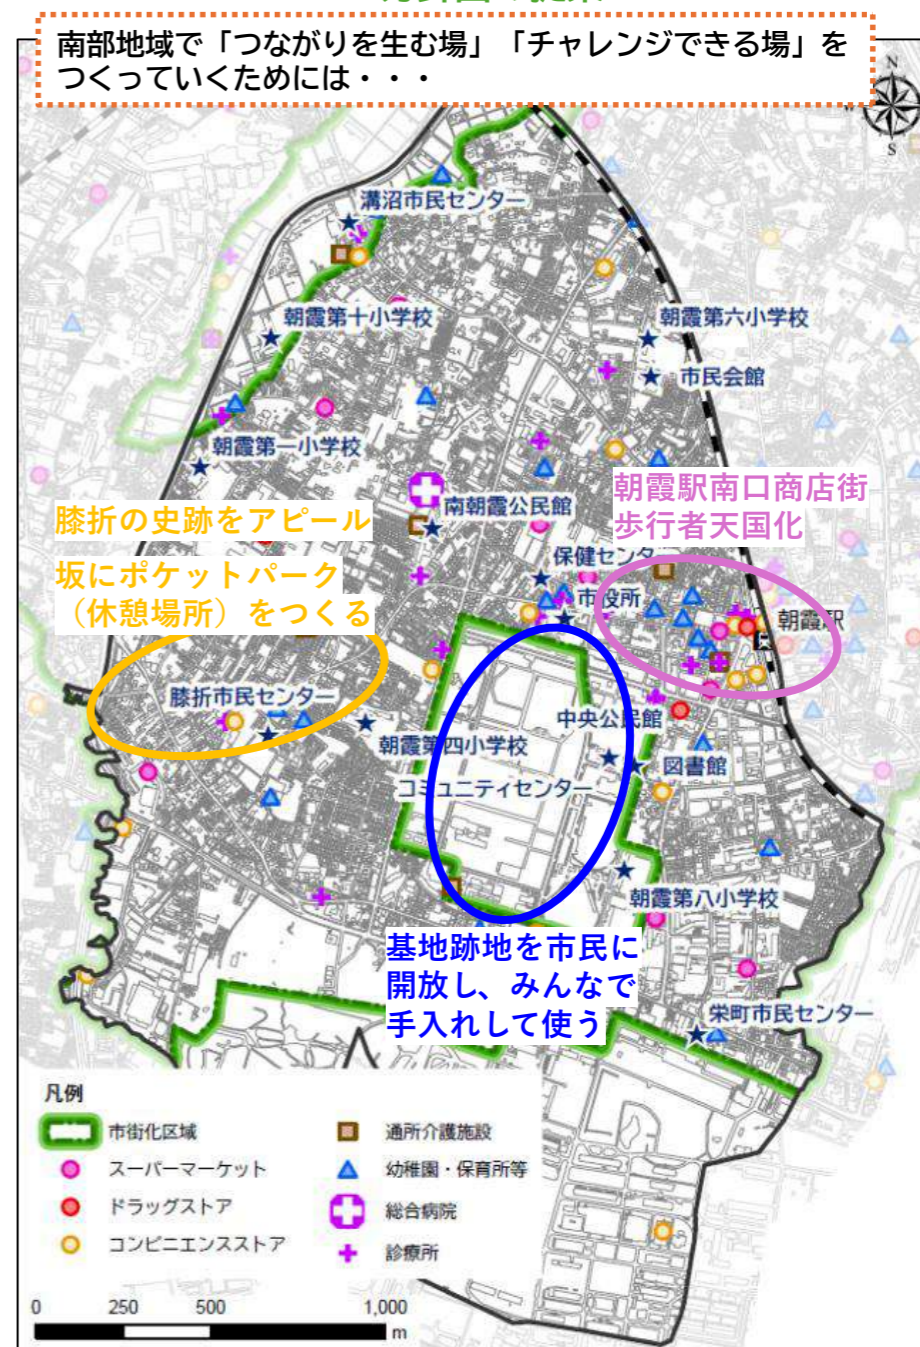 南部地域で「つながりを生む場」「チャレンジできる場」を
つくっていくためには・・・
N
S
溝沼市民センター
朝霞第十小学校
朝霞第六小学校
市民会館
朝霞第一小学校
朝霞駅南口商店街
歩行者天国化
膝折の史跡をアピール
南朝霞公民館
坂にポケットパーク
（休憩場所）をつくる
保健センター
市役所
朝霞駅
膝折市民センター
中央公民館
朝霞第四小学校
図書館
コミュニティセンター
朝霞第八小学校
基地跡地を市民に
開放し、みんなで
手入れして使う
栄町市民センター
凡例
市街化区域
通所介護施設
スーパーマーケット
幼稚園・保育所等
ドラッグストア
総合病院
コンビニエンスストア
診療所
0 250 500 1,000
m